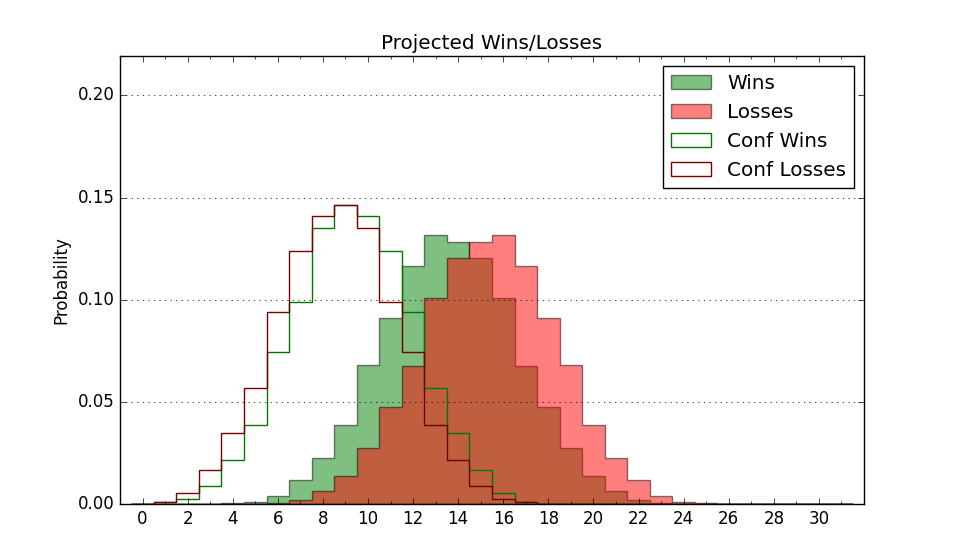 Projected Wins/Losses
Wins
Losses
Conf Wins
Conf Losses
Probability
0.20
0.15
0.10
0.05
0.00
0 2 4 6 8 10 12 14 16 18 20 22 24 26 28 30